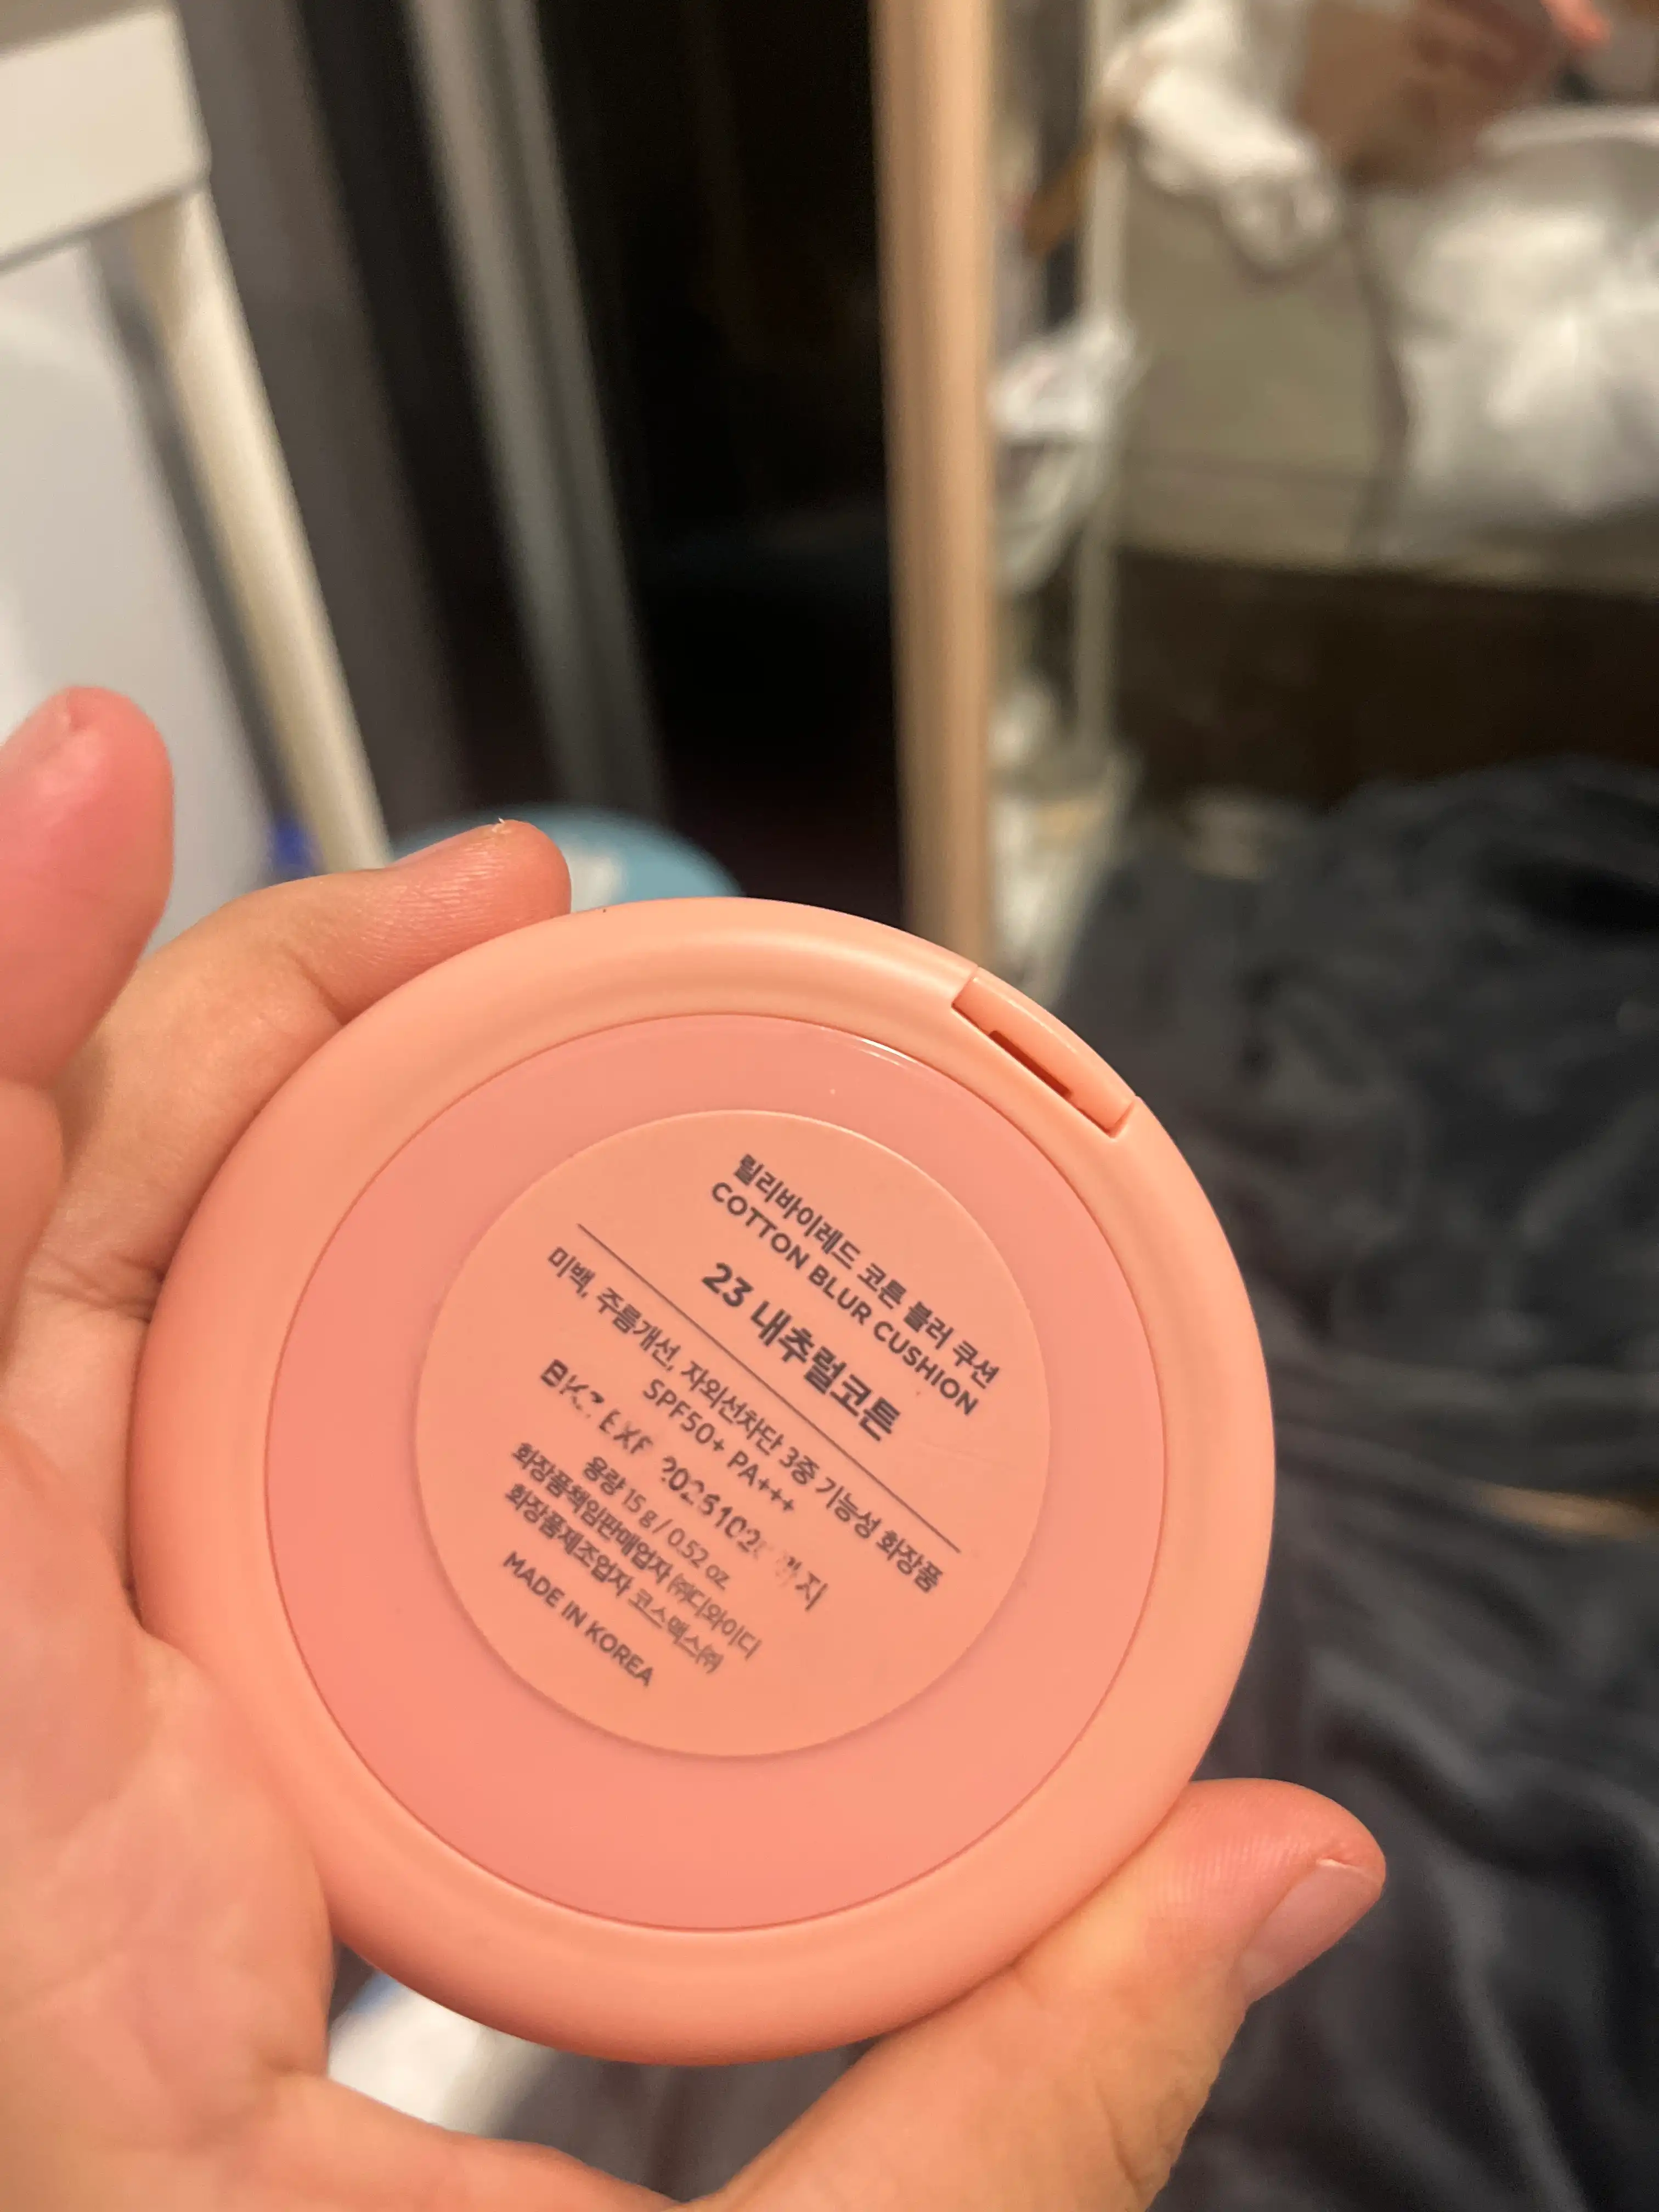 릴리바이레드 코튼 블러 쿠션
COTTON BLUR CUSHION
23 내추럴코튼
미백, 주름개선, 자외선차단 3중 기능성 화장품
SPF50+ PA+++
용량 15 g / 0.52 oz.
화장품책임판매업자 ㈜디와이디
화장품제조업자 코스맥스㈜
MADE IN KOREA